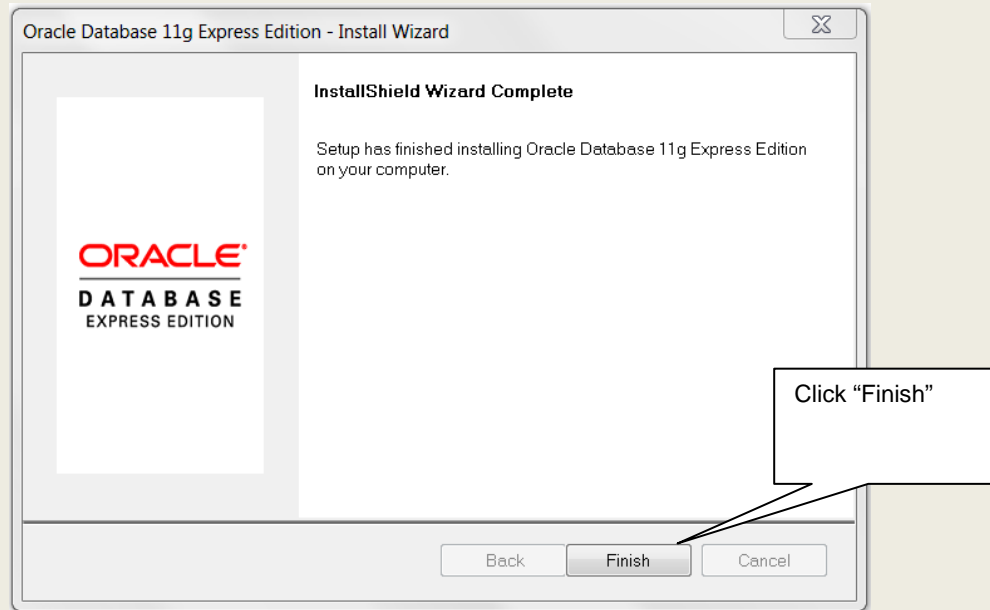 Oracle Database 11g Express Edition - Install Wizard
InstallShield Wizard Complete
Setup has finished installing Oracle Database 11g Express Edition
on your computer.
ORACLE®
DATABASE
EXPRESS EDITION
Click “Finish”
Back Finish Cancel